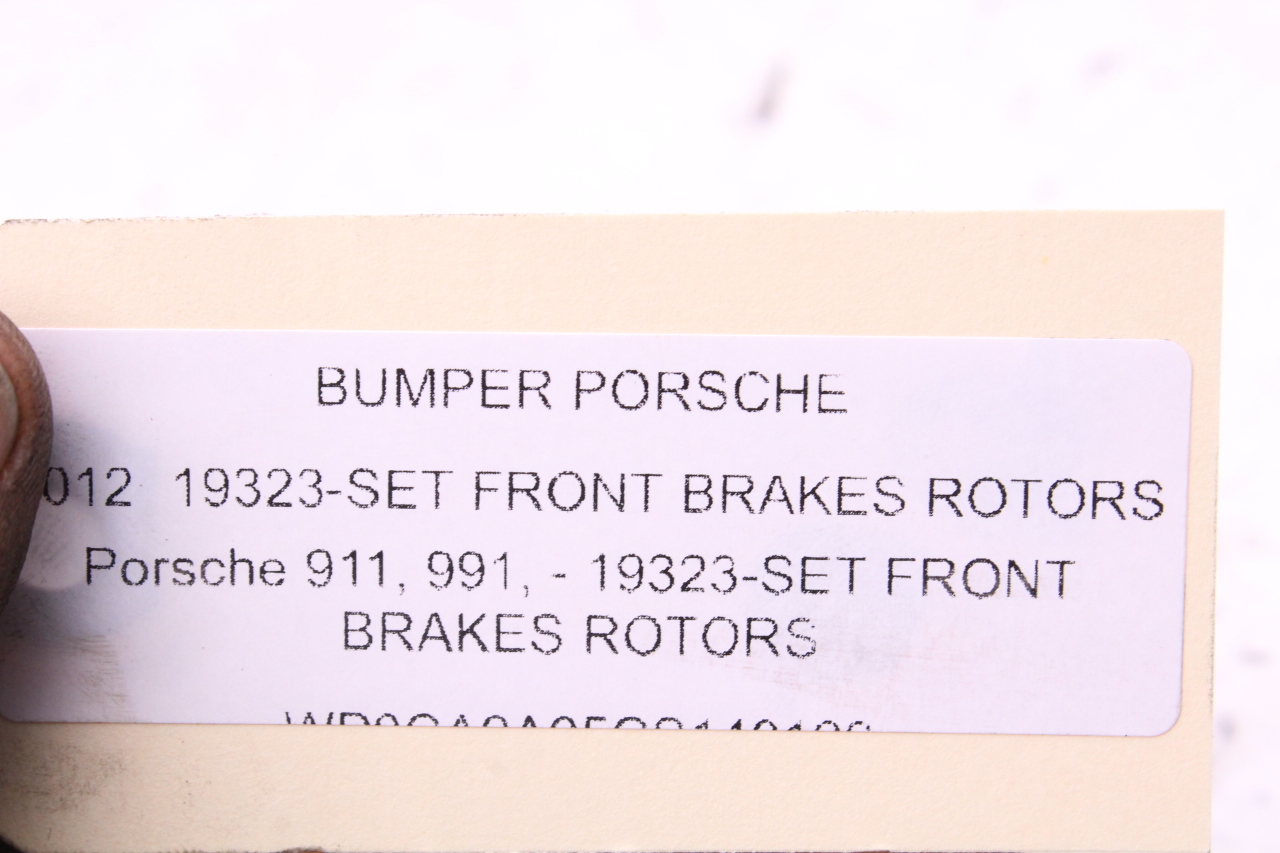 BUMPER PORSCHE
012 19323-SET FRONT BRAKES ROTORS
Porsche 911, 991, - 19323-SET FRONT
BRAKES ROTORS